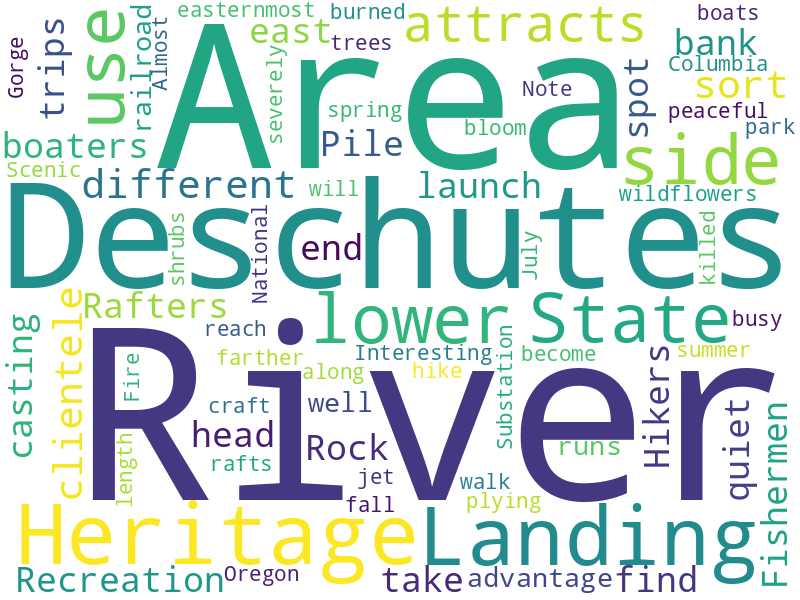 easternmost burned boats
Gorge trips use railroad Almost Area east trees attracts bank
severely spring Note spot Columbia
sort
bloom peaceful
boaters Pile side park
Scenic different will launch wildflowers
Deschutes
shrubs National end July killed
Rafters lower State busy
casting clientele reach Interesting Substation become summer
Fire farther along hike
River
craft well Hikers quiet Fishermen
head Rock runs
length rafts jet walk
fall plying
Heritage Landing
Recreation Oregon take advantage find